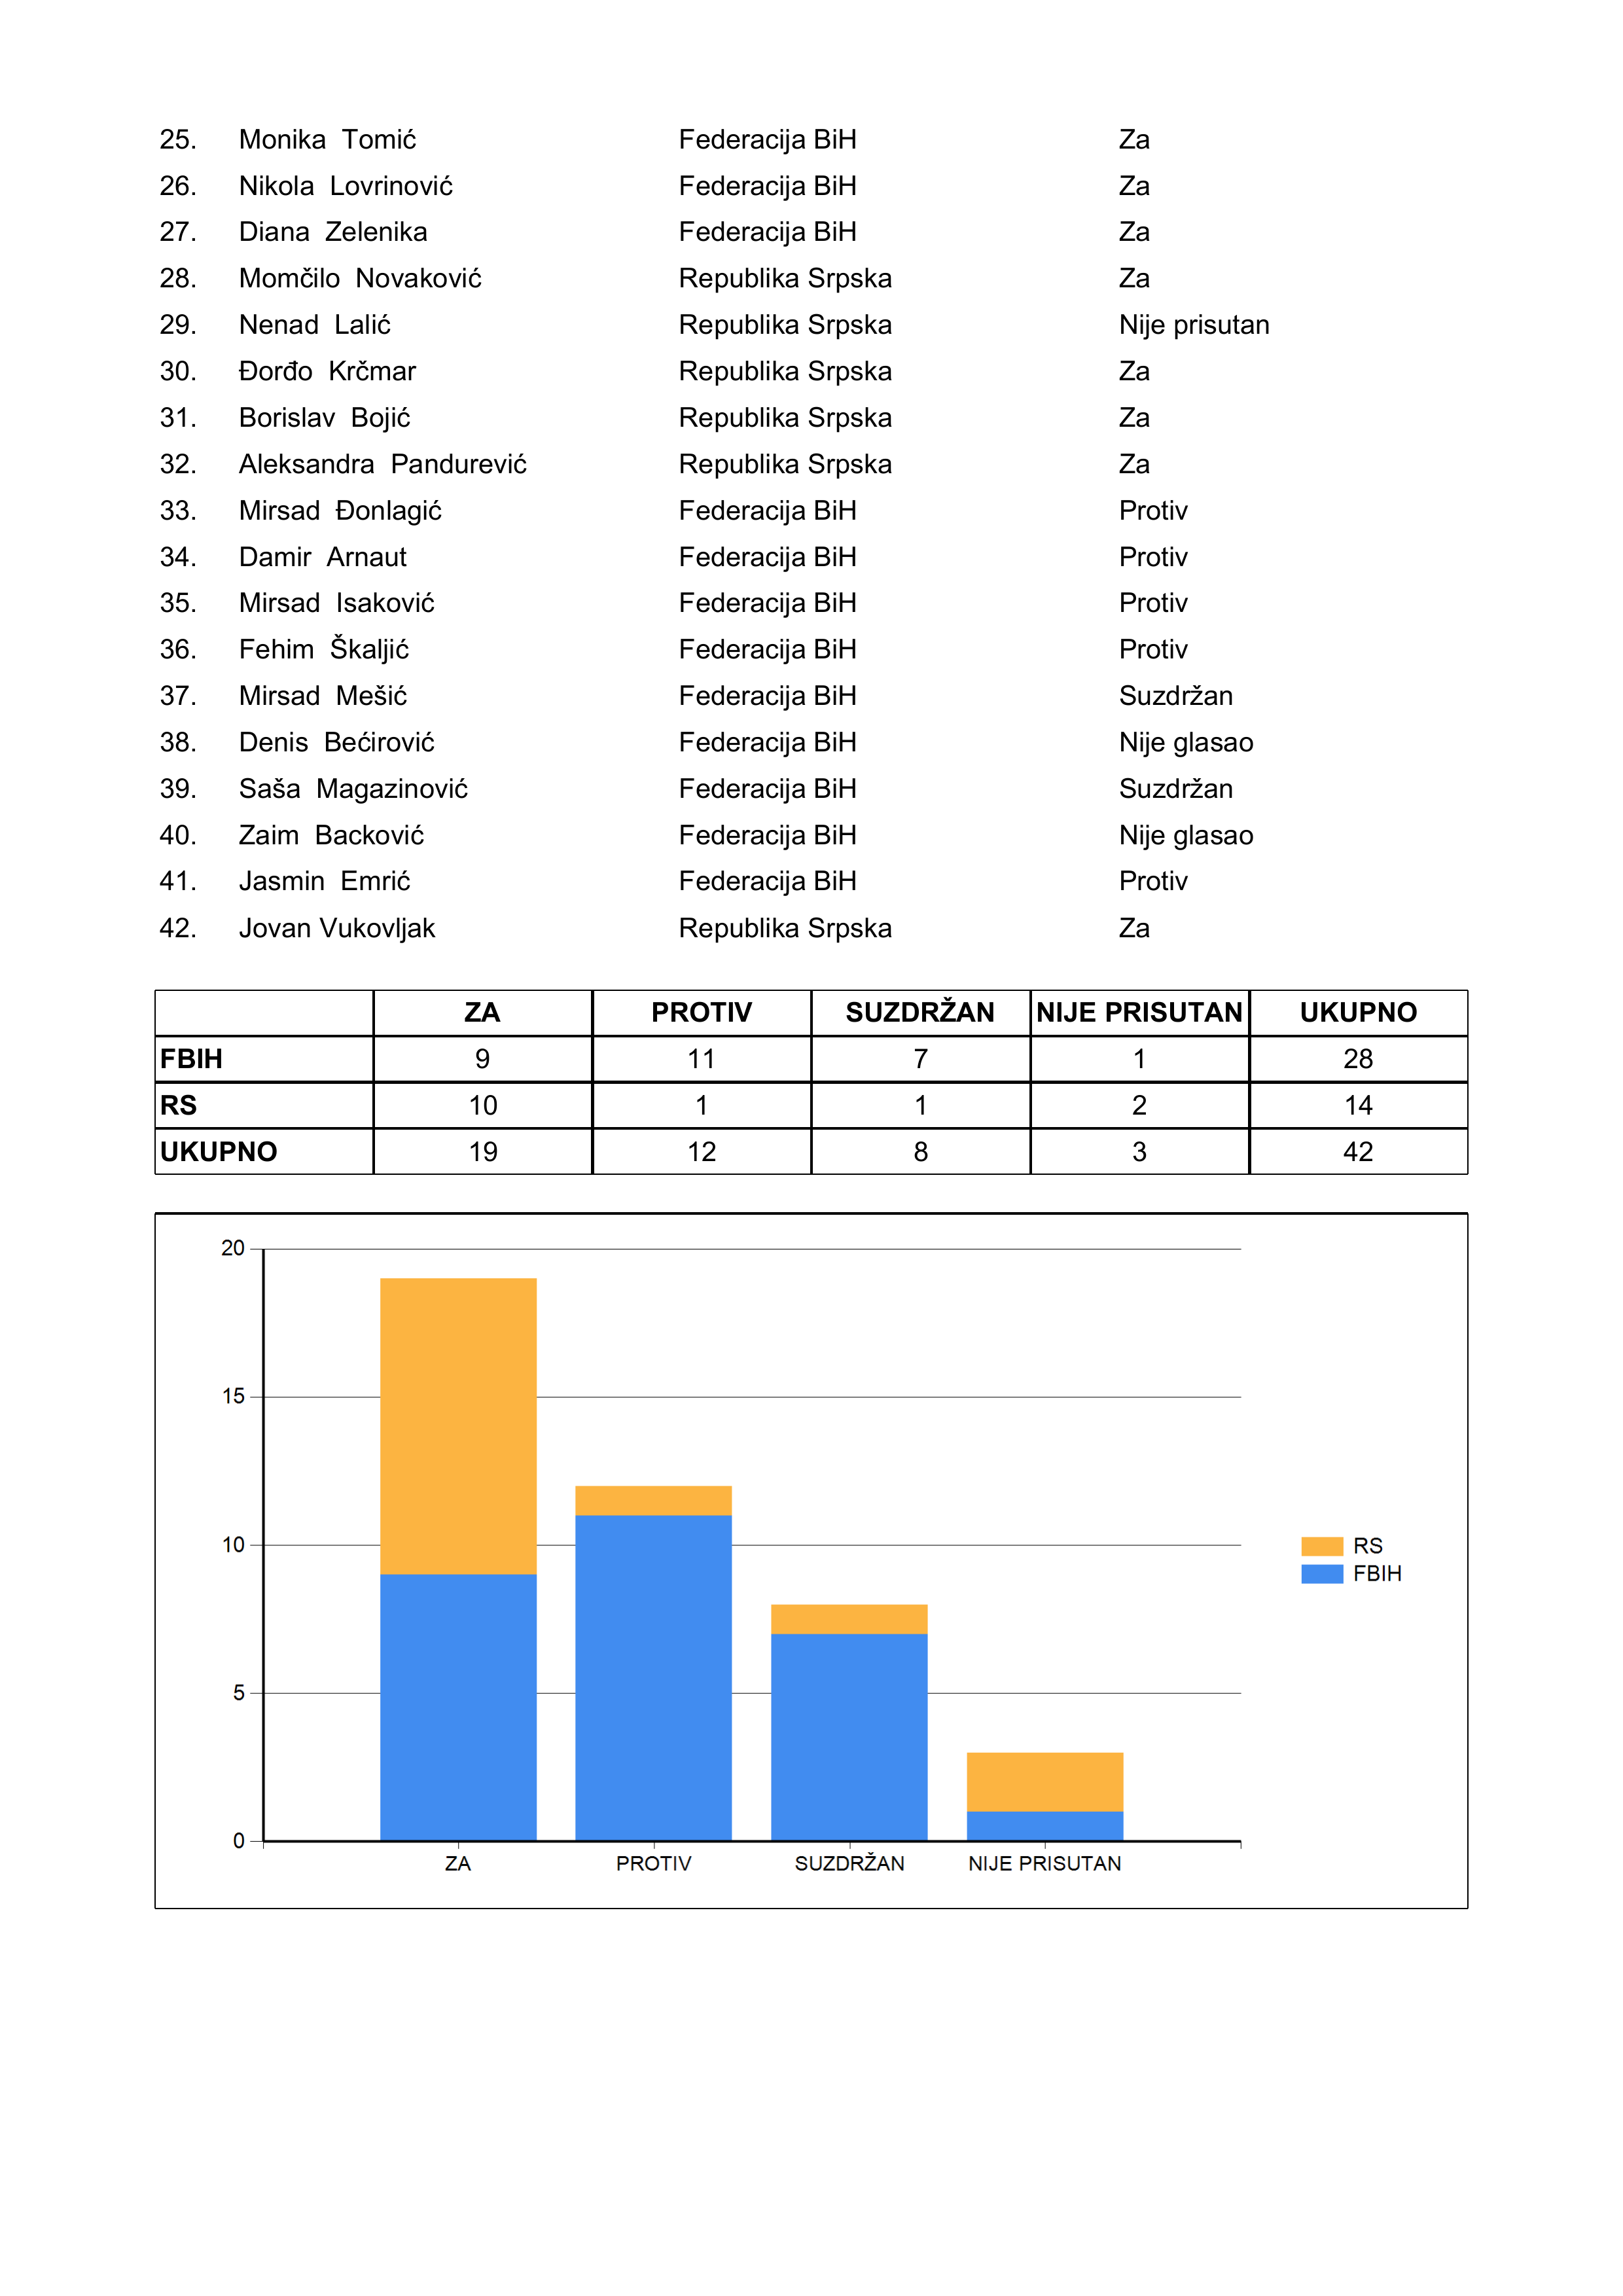 25. Monika Tomić Federacija BiH Za
26. Nikola Lovrinović Federacija BiH Za
27. Diana Zelenika Federacija BiH Za
28. Momčilo Novaković Republika Srpska Za
29. Nenad Lalić Republika Srpska Nije prisutan
30. Đorđo Krčmar Republika Srpska Za
31. Borislav Bojić Republika Srpska Za
32. Aleksandra Pandurević Republika Srpska Za
33. Mirsad Đonlagić Federacija BiH Protiv
34. Damir Arnaut Federacija BiH Protiv
35. Mirsad Isaković Federacija BiH Protiv
36. Fehim Škaljić Federacija BiH Protiv
37. Mirsad Mešić Federacija BiH Suzdržan
38. Denis Bećirović Federacija BiH Nije glasao
39. Saša Magazinović Federacija BiH Suzdržan
40. Zaim Backović Federacija BiH Nije glasao
41. Jasmin Emrić Federacija BiH Protiv
42. Jovan Vukovljak Republika Srpska Za
ZA PROTIV SUZDRŽAN NIJE PRISUTAN UKUPNO
FBIH 9 11 7 1 28
RS 10 1 1 2 14
UKUPNO 19 12 8 3 42
20
15
10
5
0
ZA PROTIV SUZDRŽAN NIJE PRISUTAN
RS
FBIH